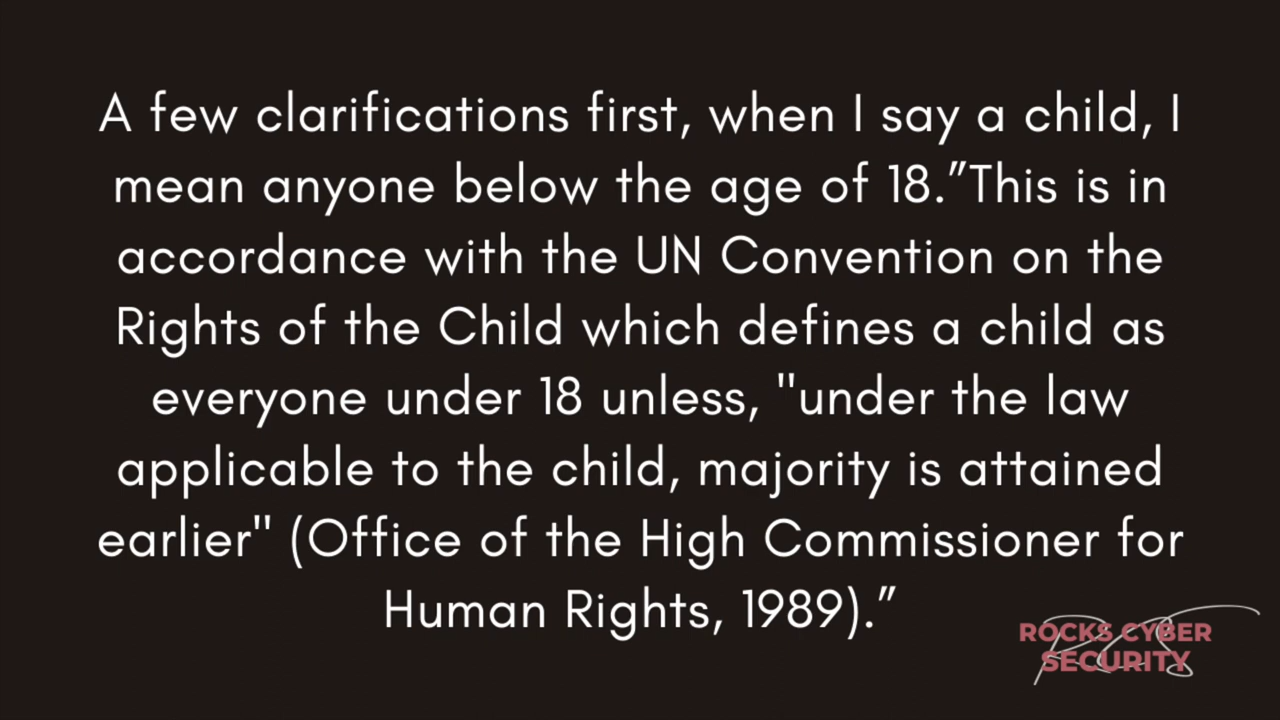 A few clarifications first, when I say a child, I
mean anyone below the age of 18.”This is in
accordance with the UN Convention on the
Rights of the Child which defines a child as
everyone under 18 unless, "under the law
applicable to the child, majority is attained
earlier" (Office of the High Commissioner for
Human Rights, 1989).”
ROCKS CYBER
SECURITY